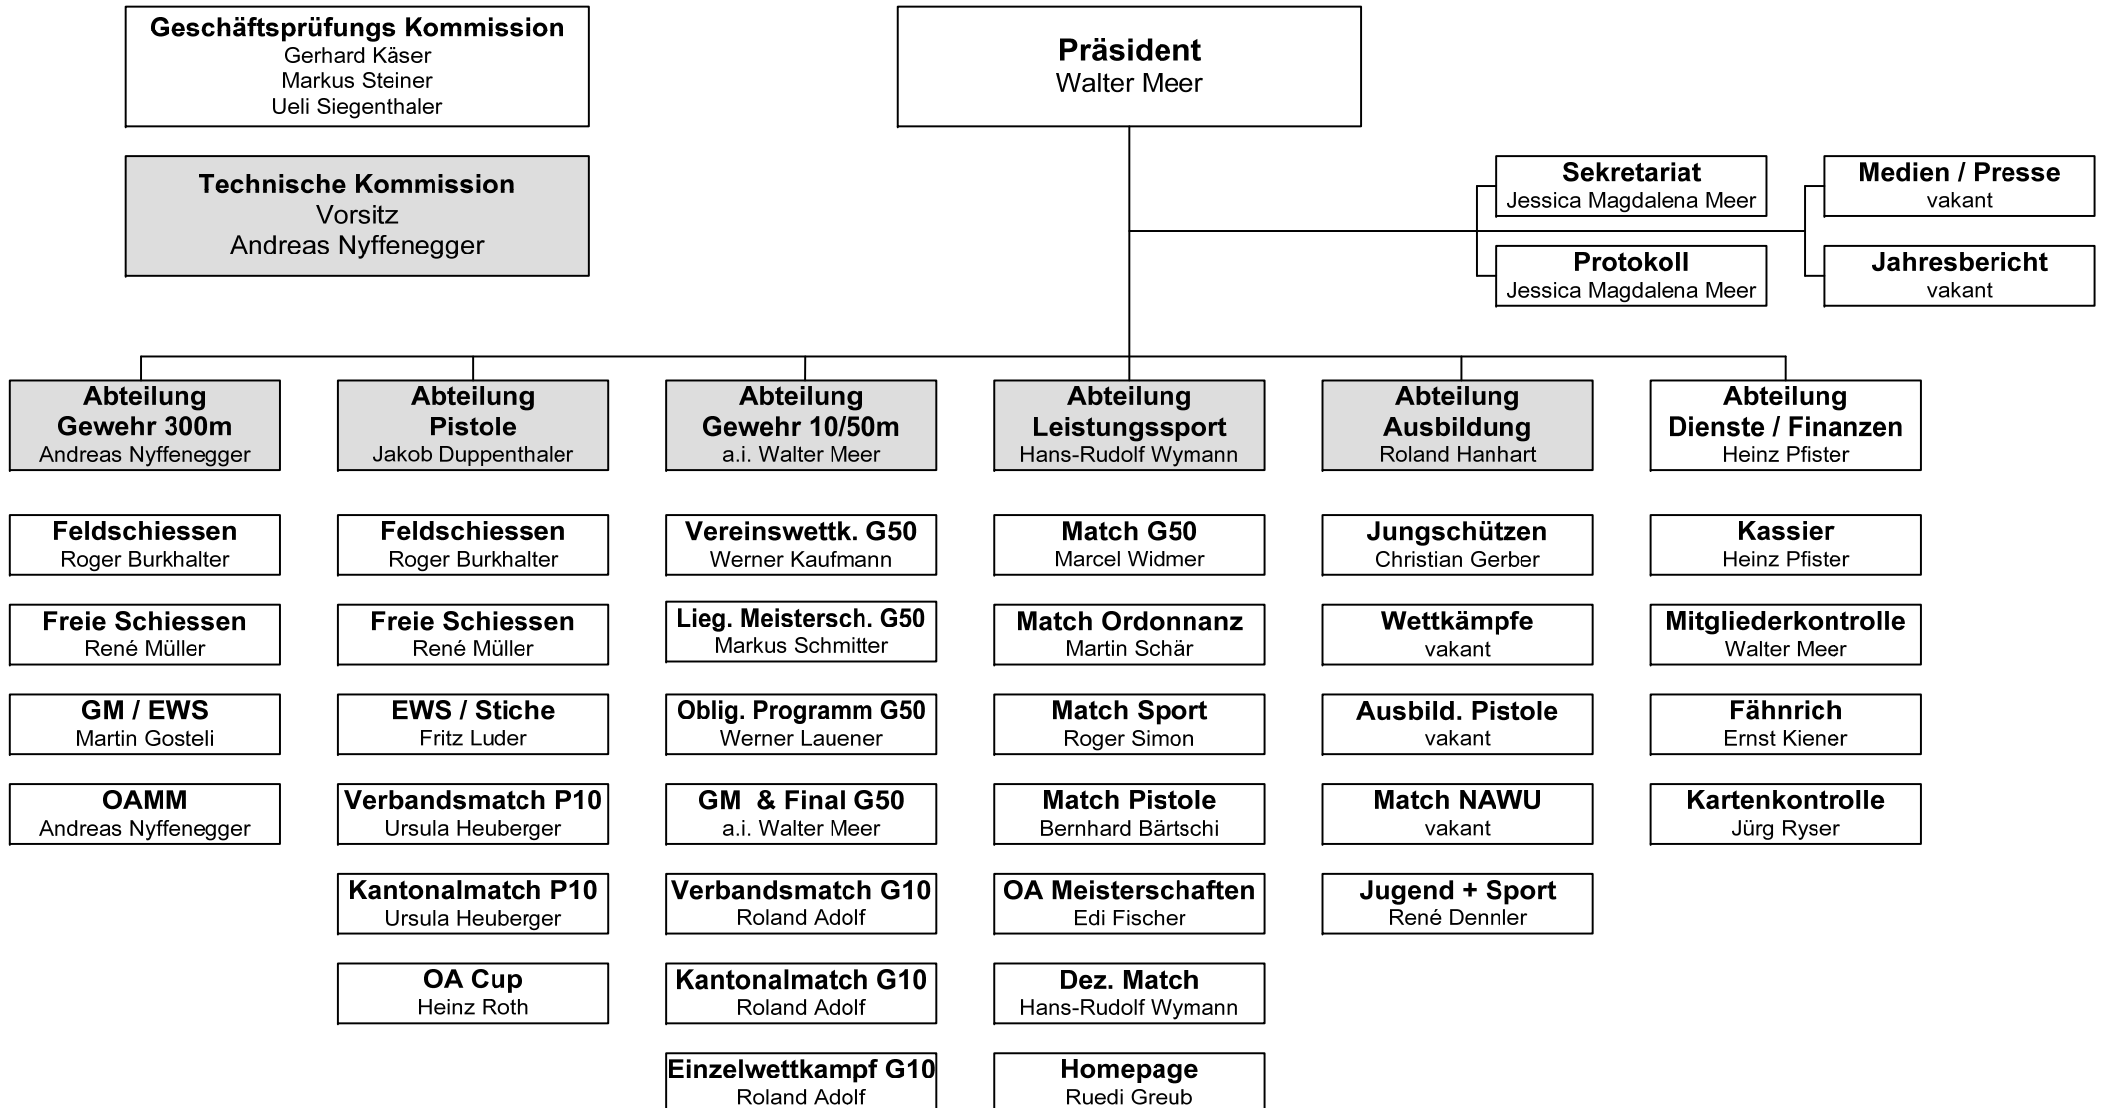 Geschäftsprüfungs Kommission
Gerhard Käser
Markus Steiner
Ueli Siegenthaler
Präsident
Walter Meer
Technische Kommission
Vorsitz
Andreas Nyffenegger
Sekretariat
Jessica Magdalena Meer
Medien / Presse
vakant
Protokoll
Jessica Magdalena Meer
Jahresbericht
vakant
Abteilung
Gewehr 300m
Andreas Nyffenegger
Feldschiessen
Roger Burkhalter
Freie Schiessen
René Müller
GM / EWS
Martin Gosteli
OAMM
Andreas Nyffenegger
Abteilung
Pistole
Jakob Duppenthaler
Feldschiessen
Roger Burkhalter
Freie Schiessen
René Müller
EWS / Stiche
Fritz Luder
Verbandsmatch P10
Ursula Heuberger
Kantonalmatch P10
Ursula Heuberger
OA Cup
Heinz Roth
Abteilung
Gewehr 10/50m
a.i. Walter Meer
Vereinswettk. G50
Werner Kaufmann
Lieg. Meistersch. G50
Markus Schmitter
Oblig. Programm G50
Werner Lauener
GM & Final G50
a.i. Walter Meer
Verbandsmatch G10
Roland Adolf
Kantonalmatch G10
Roland Adolf
Einzelwettkampf G10
Roland Adolf
Abteilung
Leistungssport
Hans-Rudolf Wymann
Match G50
Marcel Widmer
Match Ordonnanz
Martin Schär
Match Sport
Roger Simon
Match Pistole
Bernhard Bärtschi
OA Meisterschaften
Edi Fischer
Dez. Match
Hans-Rudolf Wymann
Homepage
Ruedi Greub
Abteilung
Ausbildung
Roland Hanhart
Jungschützen
Christian Gerber
Wettkämpfe
vakant
Ausbild. Pistole
vakant
Match NAWU
vakant
Jugend + Sport
René Dennler
Abteilung
Dienste / Finanzen
Heinz Pfister
Kassier
Heinz Pfister
Mitgliederkontrolle
Walter Meer
Fähnrich
Ernst Kiener
Kartenkontrolle
Jürg Ryser